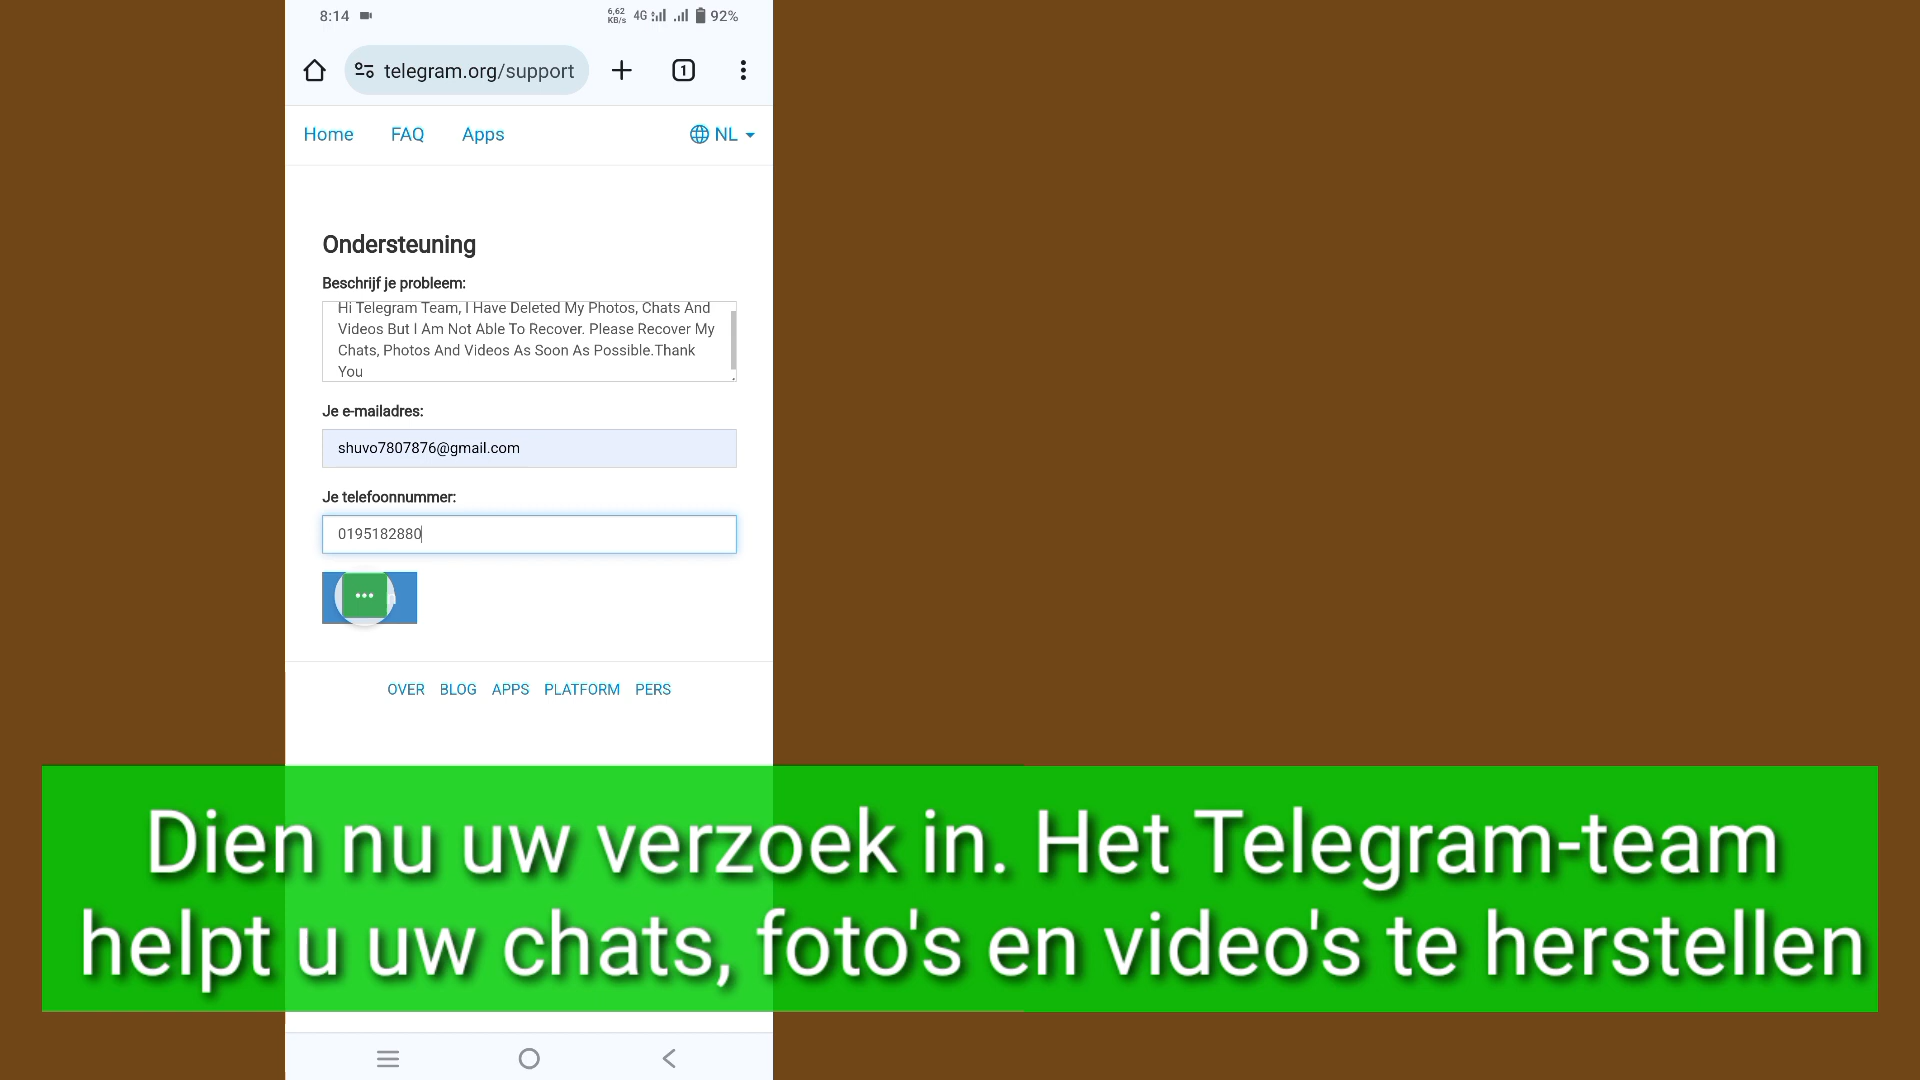 8:14
6,62 KB/s 4G 92%
telegram.org/support
1
Home FAQ Apps NL
Ondersteuning
Beschrijf je probleem:
Hi Telegram Team, I Have Deleted My Photos, Chats And
Videos But I Am Not Able To Recover. Please Recover My
Chats, Photos And Videos As Soon As Possible.Thank
You
Je e-mailadres:
shuvo7807876@gmail.com
Je telefoonnummer:
0195182880
OVER BLOG APPS PLATFORM PERS
Dien nu uw verzoek in. Het Telegram-team
helpt u uw chats, foto's en video's te herstellen